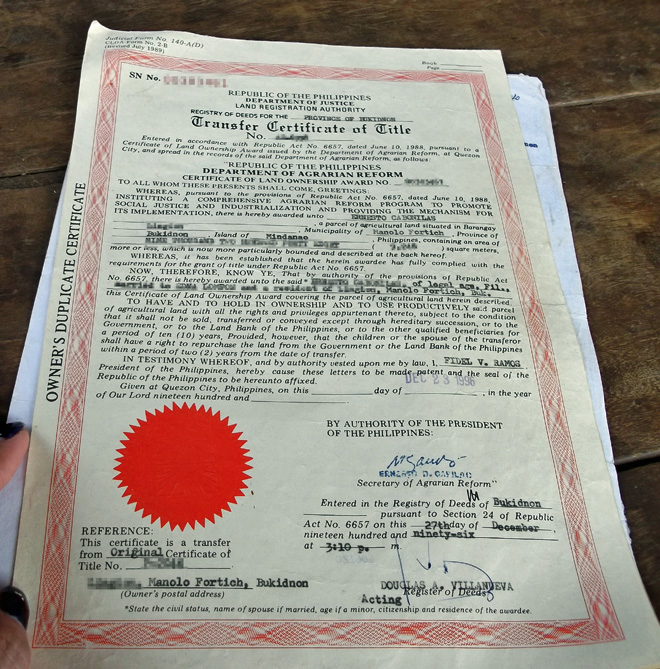 Judicial Form No. 140-A(D)
CLOA Form No. 2-B
(Revised July 1989)
Book
Page
SN No.
REPUBLIC OF THE PHILIPPINES
DEPARTMENT OF JUSTICE
LAND REGISTRATION AUTHORITY
REGISTRY OF DEEDS FOR THE PROVINCE OF BUKIDNON
Transfer Certificate of Title
No.
Entered in accordance with Republic Act No. 6657, dated June 10, 1988, pursuant to a
Certificate of Land Ownership Award issued by the Department of Agrarian Reform, at Quezon
City, and spread in the records of the said Department of Agrarian Reform, as follows:
"REPUBLIC OF THE PHILIPPINES
DEPARTMENT OF AGRARIAN REFORM
CERTIFICATE OF LAND OWNERSHIP AWARD NO.
TO ALL WHOM THESE PRESENTS SHALL COME, GREETINGS:
WHEREAS, pursuant to the provisions of Republic Act No. 6657, dated June 10, 1988,
INSTITUTING A COMPREHENSIVE AGRARIAN REFORM PROGRAM TO PROMOTE
SOCIAL JUSTICE AND INDUSTRIALIZATION AND PROVIDING THE MECHANISM FOR
ITS IMPLEMENTATION, there is hereby awarded unto ERNESTO CABONILAS
, a parcel of agricultural land situated in Barangay
, Municipality of Manolo Fortich, Province of
Bukidnon Island of Mindanao Philippines, containing an area
of ( ) square meters,
more or less, which is now more particularly bounded and described at the back hereof.
WHEREAS, it has been established that the herein awardee has fully complied with the
requirements for the grant of title under Republic Act No. 6657.
NOW, THEREFORE, KNOW YE, That by authority of the provisions of Republic Act
No. 6657, there is hereby awarded unto the said* of legal age, Fil.
married to and a resident of Manolo Fortich, Buk.
this Certificate of Land Ownership Award covering the parcel of agricultural land herein described.
TO HAVE AND TO HOLD IN OWNERSHIP AND TO USE PRODUCTIVELY said parcel
of agricultural land with all the rights and privileges appurtenant thereto, subject to the condition
that it shall not be sold, transferred or conveyed except through hereditary succession, or to the
Government, or to the Land Bank of the Philippines, or to the other qualified beneficiaries for
a period of ten (10) years, Provided, however, that the children or the spouse of the transferor
shall have a right to repurchase the land from the Government or the Land Bank of the Philippines
within a period of two (2) years from the date of transfer.
IN TESTIMONY WHEREOF, and by authority vested upon me by law, I, FIDEL V. RAMOS
President of the Philippines, hereby cause these letters to be made patent and the seal of the
Republic of the Philippines to be hereunto affixed.
DEC 23 1996
Given at Quezon City, Philippines, on this day of , in the year
of Our Lord nineteen hundred and
BY AUTHORITY OF THE PRESIDENT
OF THE PHILIPPINES:
ERNESTO D. GARILAO
Secretary of Agrarian Reform"
Entered in the Registry of Deeds of Bukidnon
pursuant to Section 24 of Republic
Act No. 6657 on this 27th day of December
nineteen hundred and ninety-six
at 3:10 p. m.
REFERENCE:
This certificate is a transfer
from Original Certificate of
Title No.
Manolo Fortich, Bukidnon
(Owner's postal address)
DOUGLAS A. VILLANUEVA
Register of Deeds
Acting
*State the civil status, name of spouse if married, age if a minor, citizenship and residence of the awardee.
OWNER'S DUPLICATE CERTIFICATE